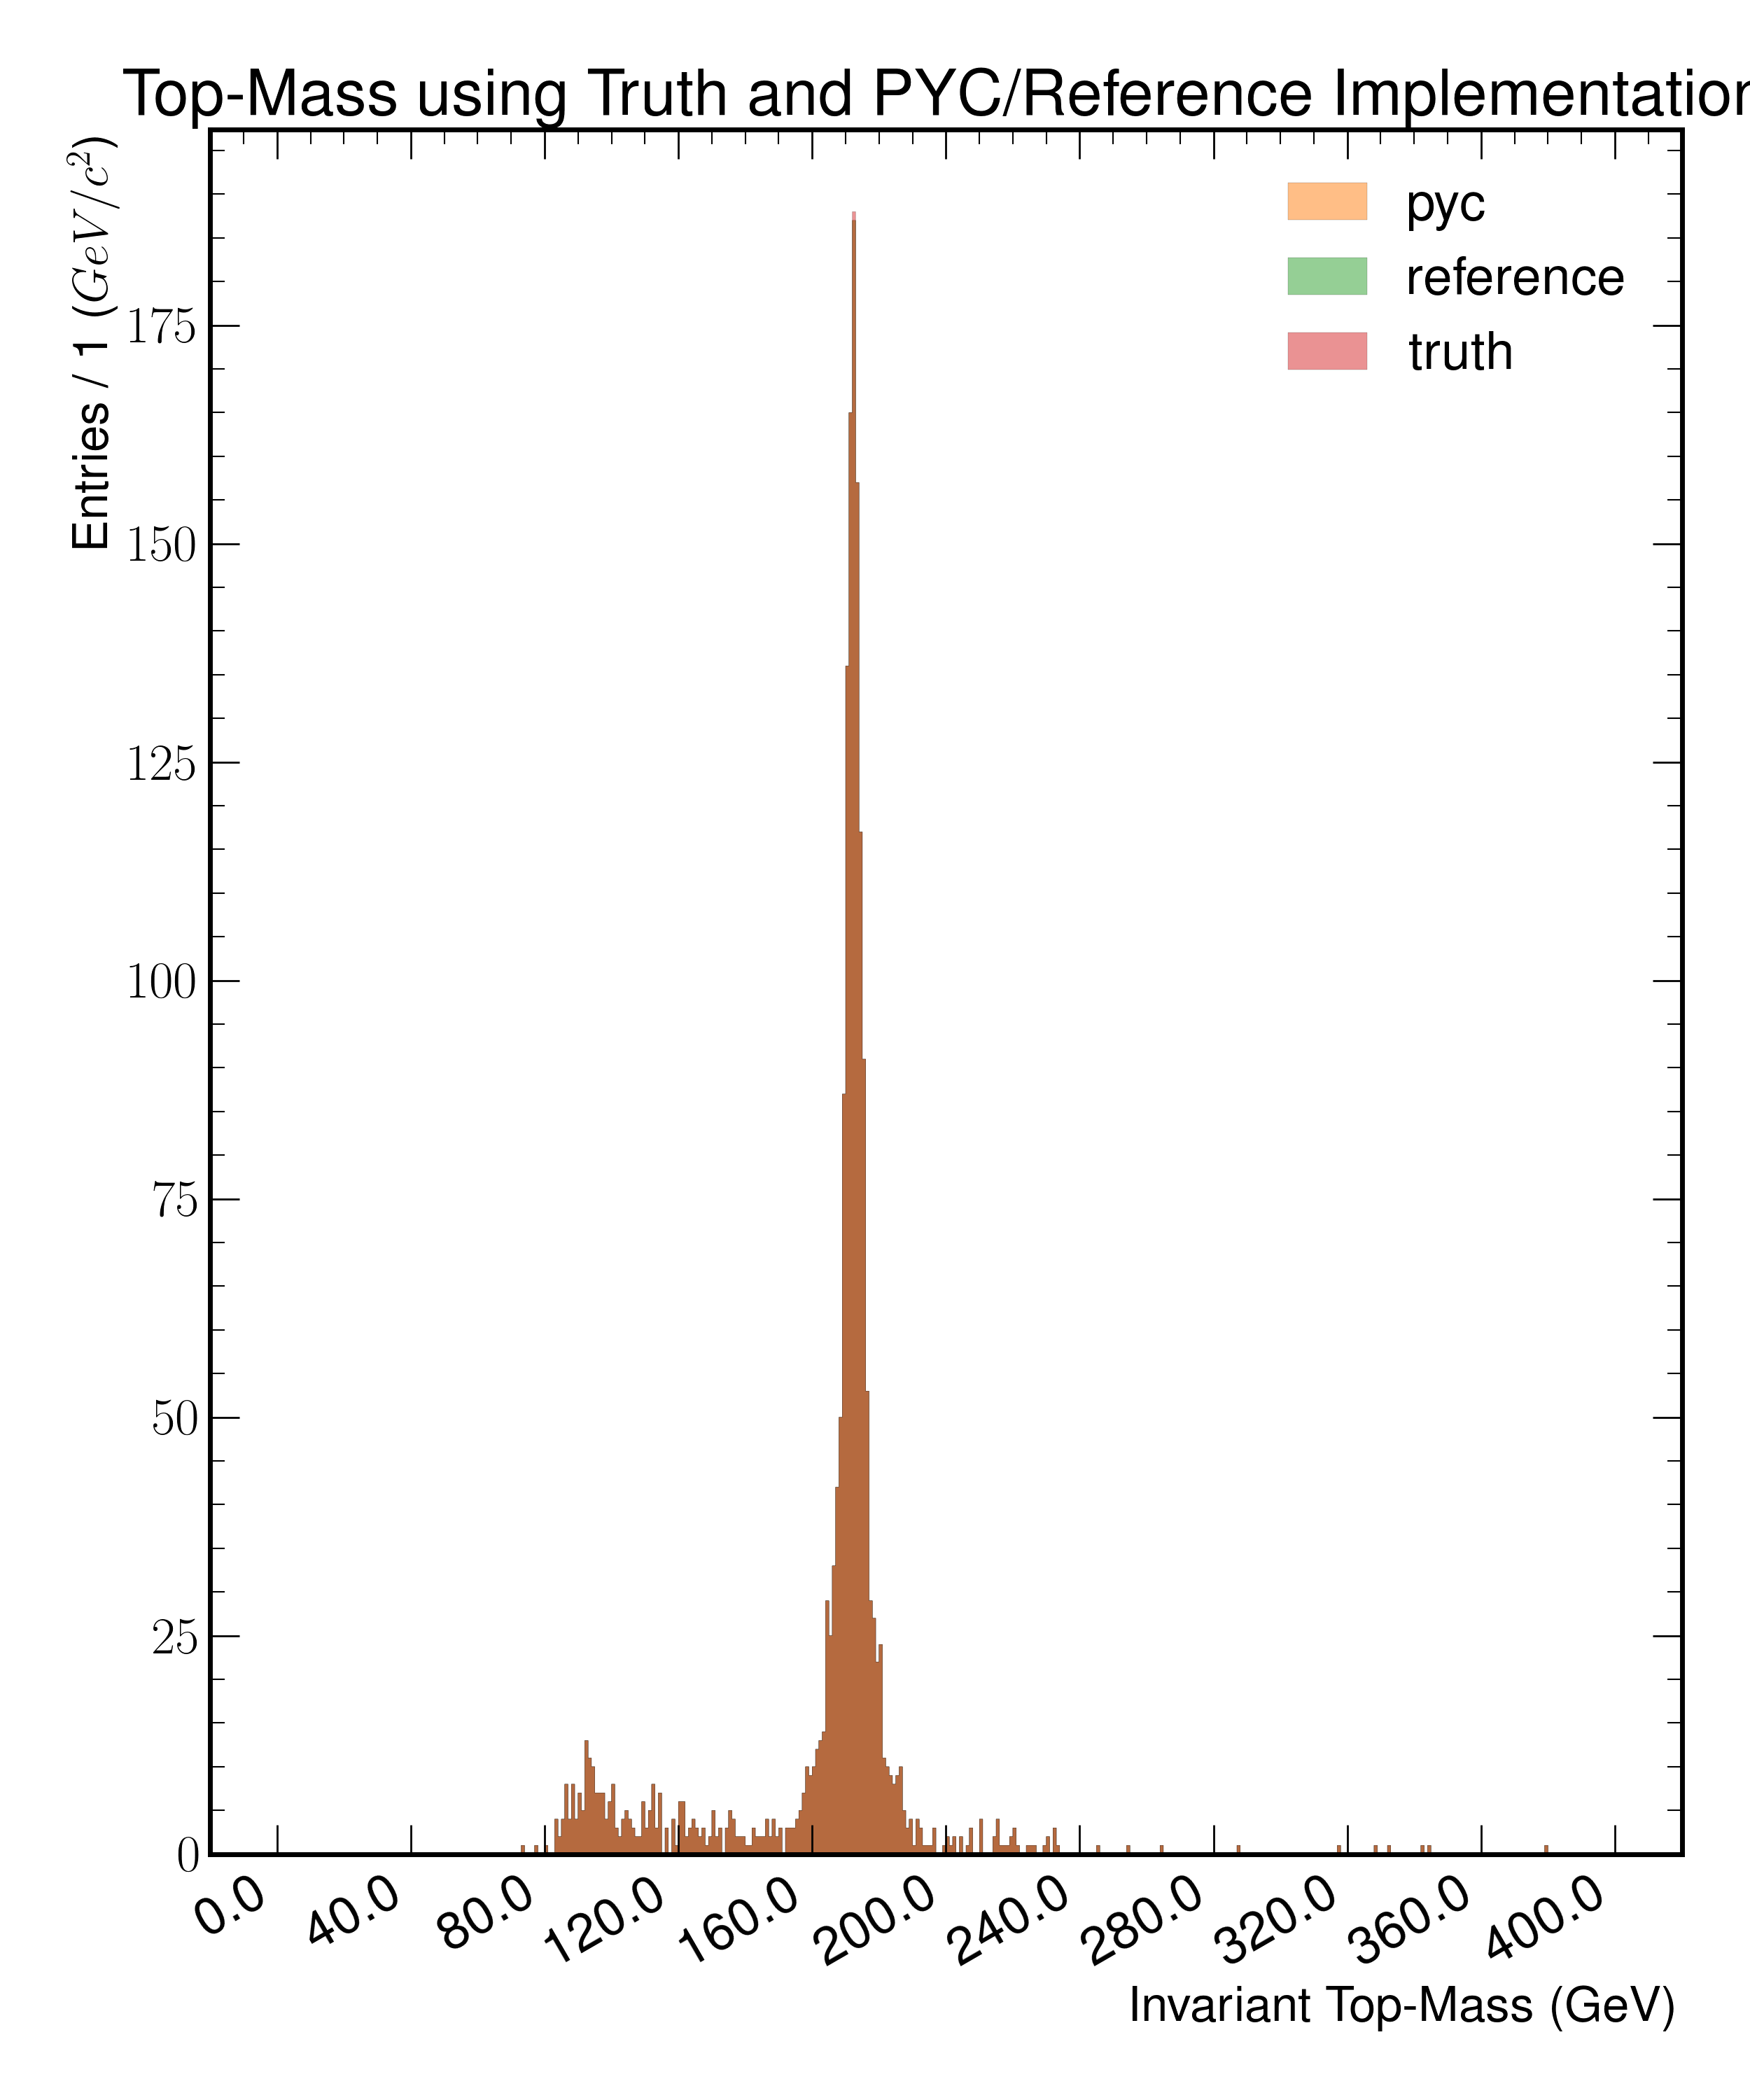 Top-Mass using Truth and PYC/Reference Implementation
Entries / 1 (GeV/c²)
pyc
reference
truth
175
150
125
100
75
50
25
0
0.0 40.0 80.0 120.0 160.0 200.0 240.0 280.0 320.0 360.0 400.0
Invariant Top-Mass (GeV)